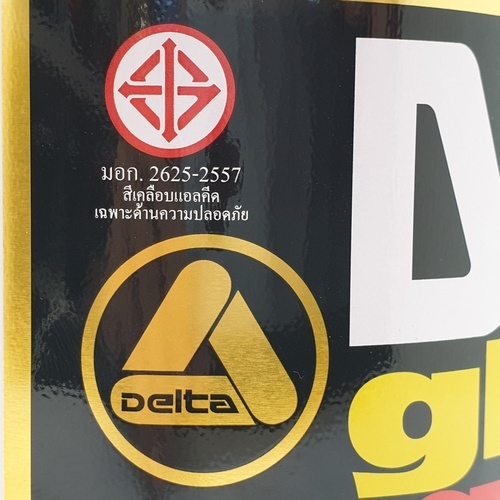 มอก. 2625-2557
สีเคลือบแอลคีด
เฉพาะด้านความปลอดภัย
Delta